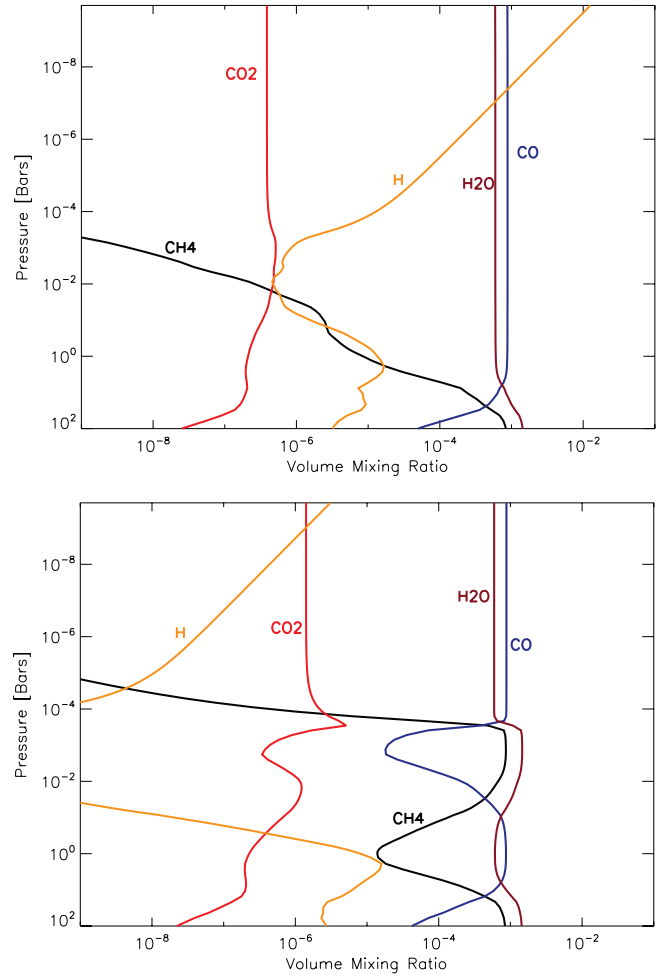 CO2
10^-8
10^-6
CO
H
H2O
10^-4
CH4
10^-2
10^0
10^2
Pressure [Bars]
10^-8 10^-6 10^-4 10^-2
Volume Mixing Ratio
10^-8
H2O
H
CO2
10^-6
CO
10^-4
10^-2
CH4
10^0
10^2
Pressure [Bars]
10^-8 10^-6 10^-4 10^-2
Volume Mixing Ratio